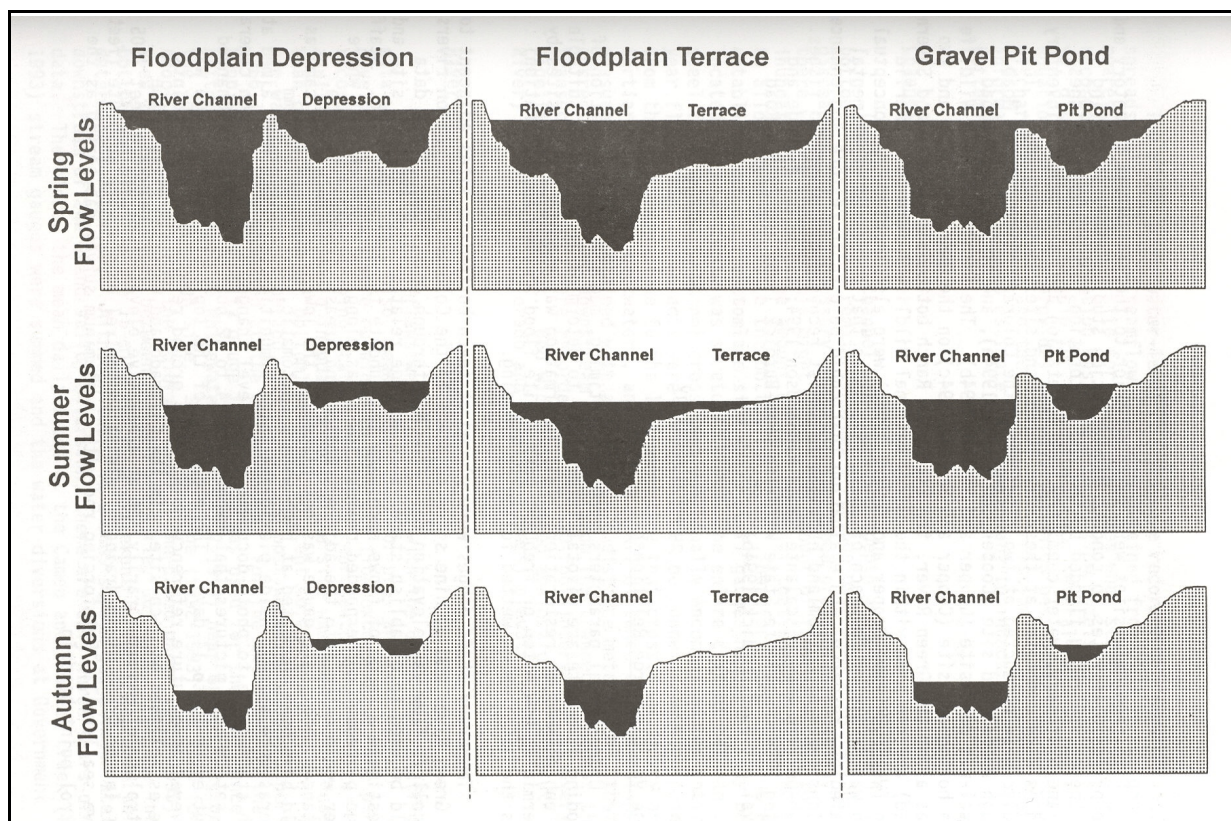 Floodplain Depression
Floodplain Terrace
Gravel Pit Pond
Spring
Flow Levels
River Channel
Depression
River Channel
Terrace
River Channel
Pit Pond
Summer
Flow Levels
River Channel
Depression
River Channel
Terrace
River Channel
Pit Pond
Autumn
Flow Levels
River Channel
Depression
River Channel
Terrace
River Channel
Pit Pond